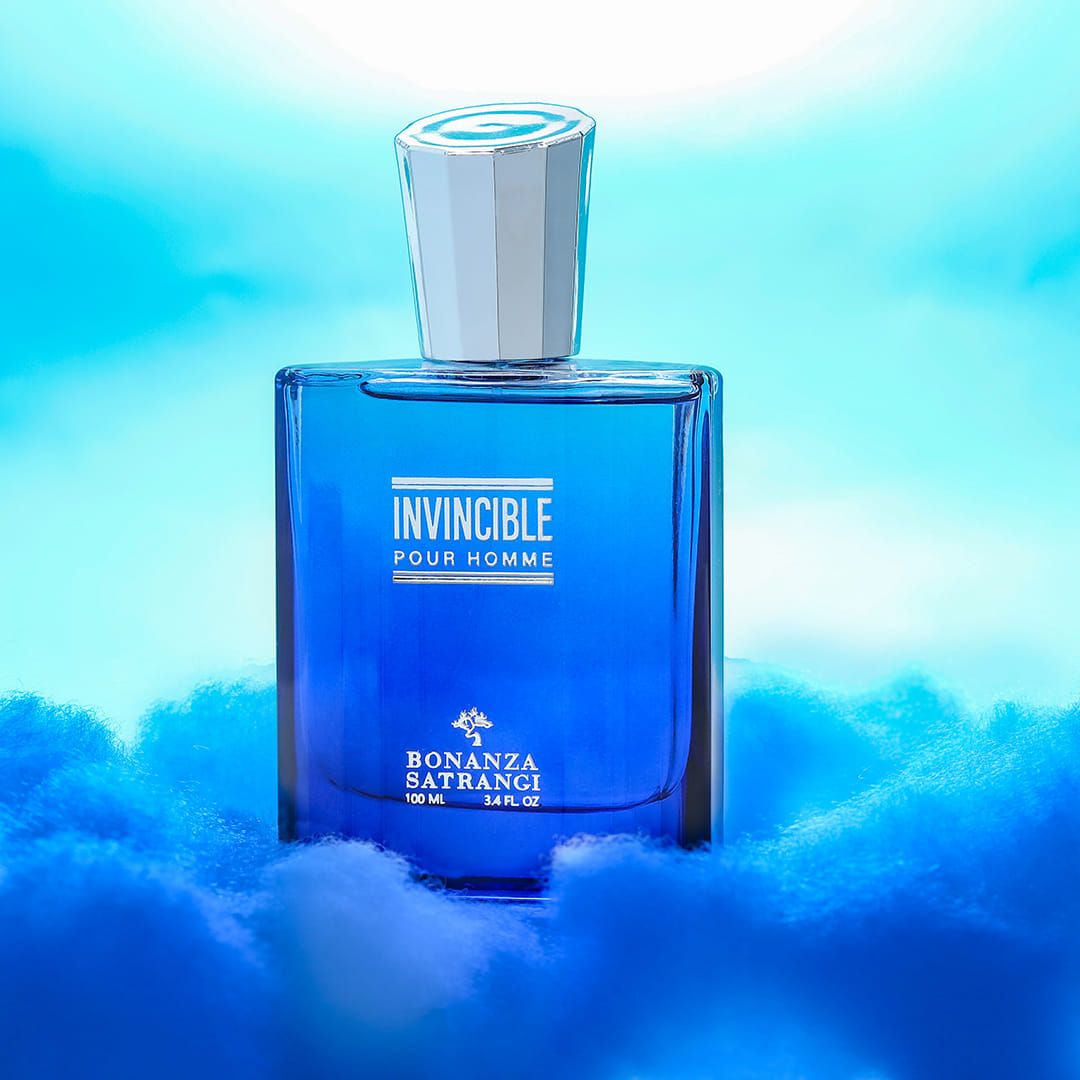 INVINCIBLE
POUR HOMME
BONANZA
SATRANGI
100 ML 3.4 FL. OZ